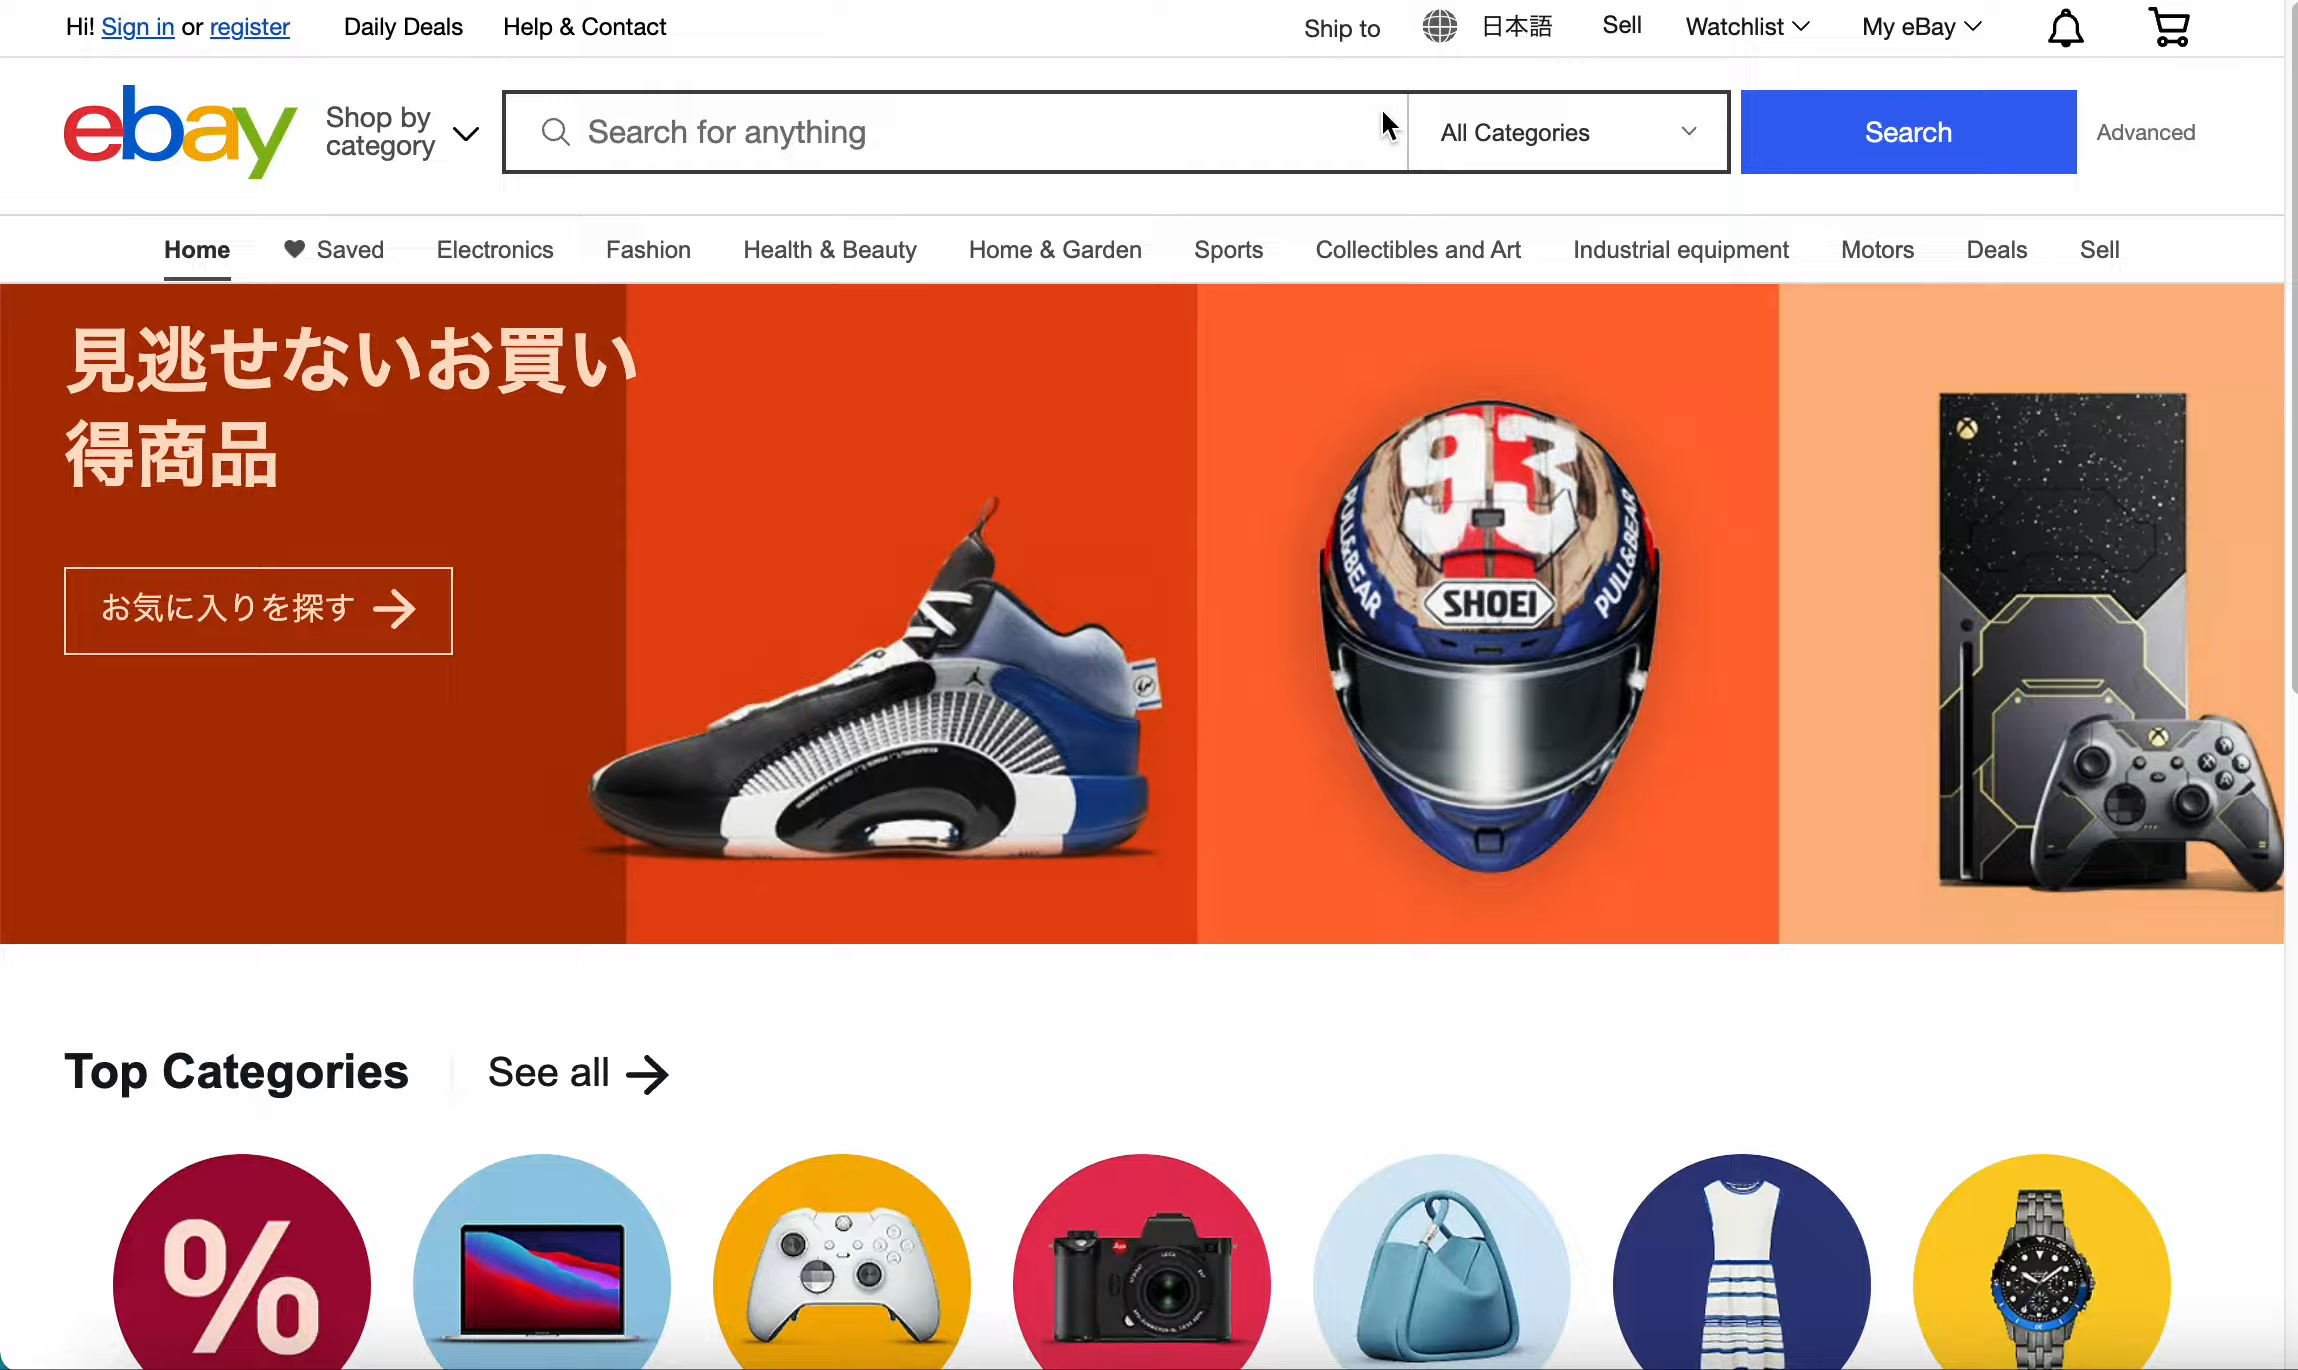 Hi! Sign in or register Daily Deals Help & Contact Ship to 日本語 Sell Watchlist My eBay
ebay
Shop by
category
Search for anything
All Categories
Search
Advanced
Home Saved Electronics Fashion Health & Beauty Home & Garden Sports Collectibles and Art Industrial equipment Motors Deals Sell
見逃せないお買い
得商品
お気に入りを探す
93
PULL&BEAR
PULL&BEAR
SHOEI
Top Categories
See all
%